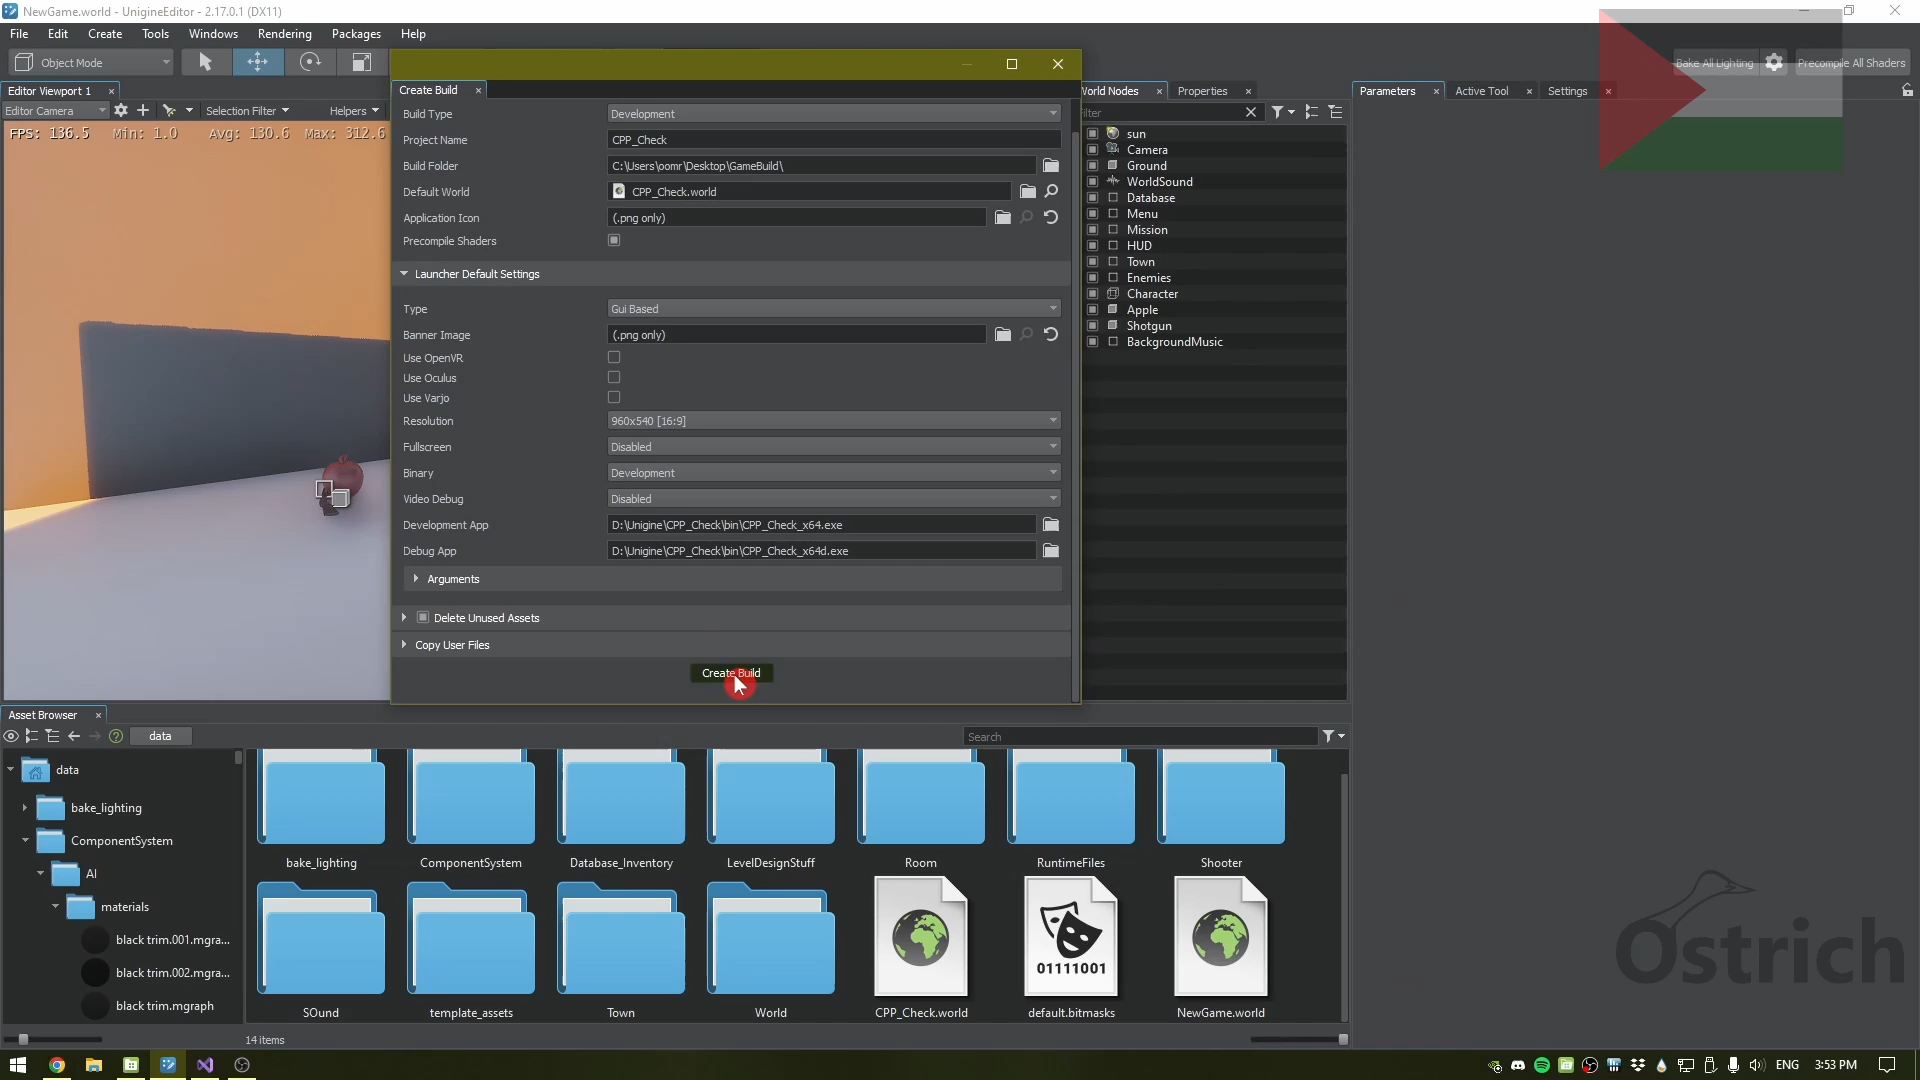 NewGame.world - UnigineEditor - 2.17.0.1 (DX11)
File Edit Create Tools Windows Rendering Packages Help
Object Mode
Bake All Lighting Precompile All Shaders
Editor Viewport 1
Editor Camera Selection Filter Helpers
FPS: 136.5 Min: 1.0 Avg: 130.6 Max: 312.6
Create Build
Build Type Development
Project Name CPP_Check
Build Folder C:\Users\oomr\Desktop\GameBuild\
Default World CPP_Check.world
Application Icon (.png only)
Precompile Shaders
Launcher Default Settings
Type Gui Based
Banner Image (.png only)
Use OpenVR
Use Oculus
Use Varjo
Resolution 960x540 [16:9]
Fullscreen Disabled
Binary Development
Video Debug Disabled
Development App D:\Unigine\CPP_Check\bin\CPP_Check_x64.exe
Debug App D:\Unigine\CPP_Check\bin\CPP_Check_x64d.exe
Arguments
Delete Unused Assets
Copy User Files
Create Build
World Nodes Properties
sun
Camera
Ground
WorldSound
Database
Menu
Mission
HUD
Town
Enemies
Character
Apple
Shotgun
BackgroundMusic
Parameters Active Tool Settings
Asset Browser
data
Search
data
bake_lighting
ComponentSystem
AI
materials
black trim.001.mgra...
black trim.002.mgra...
black trim.mgraph
bake_lighting ComponentSystem Database_Inventory LevelDesignStuff Room RuntimeFiles Shooter
01111001
SOund template_assets Town World CPP_Check.world default.bitmasks NewGame.world
14 items
Ostrich
ENG 3:53 PM